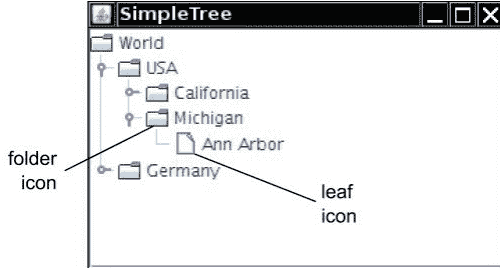 SimpleTree
World
USA
California
Michigan
Ann Arbor
Germany
folder
icon
leaf
icon